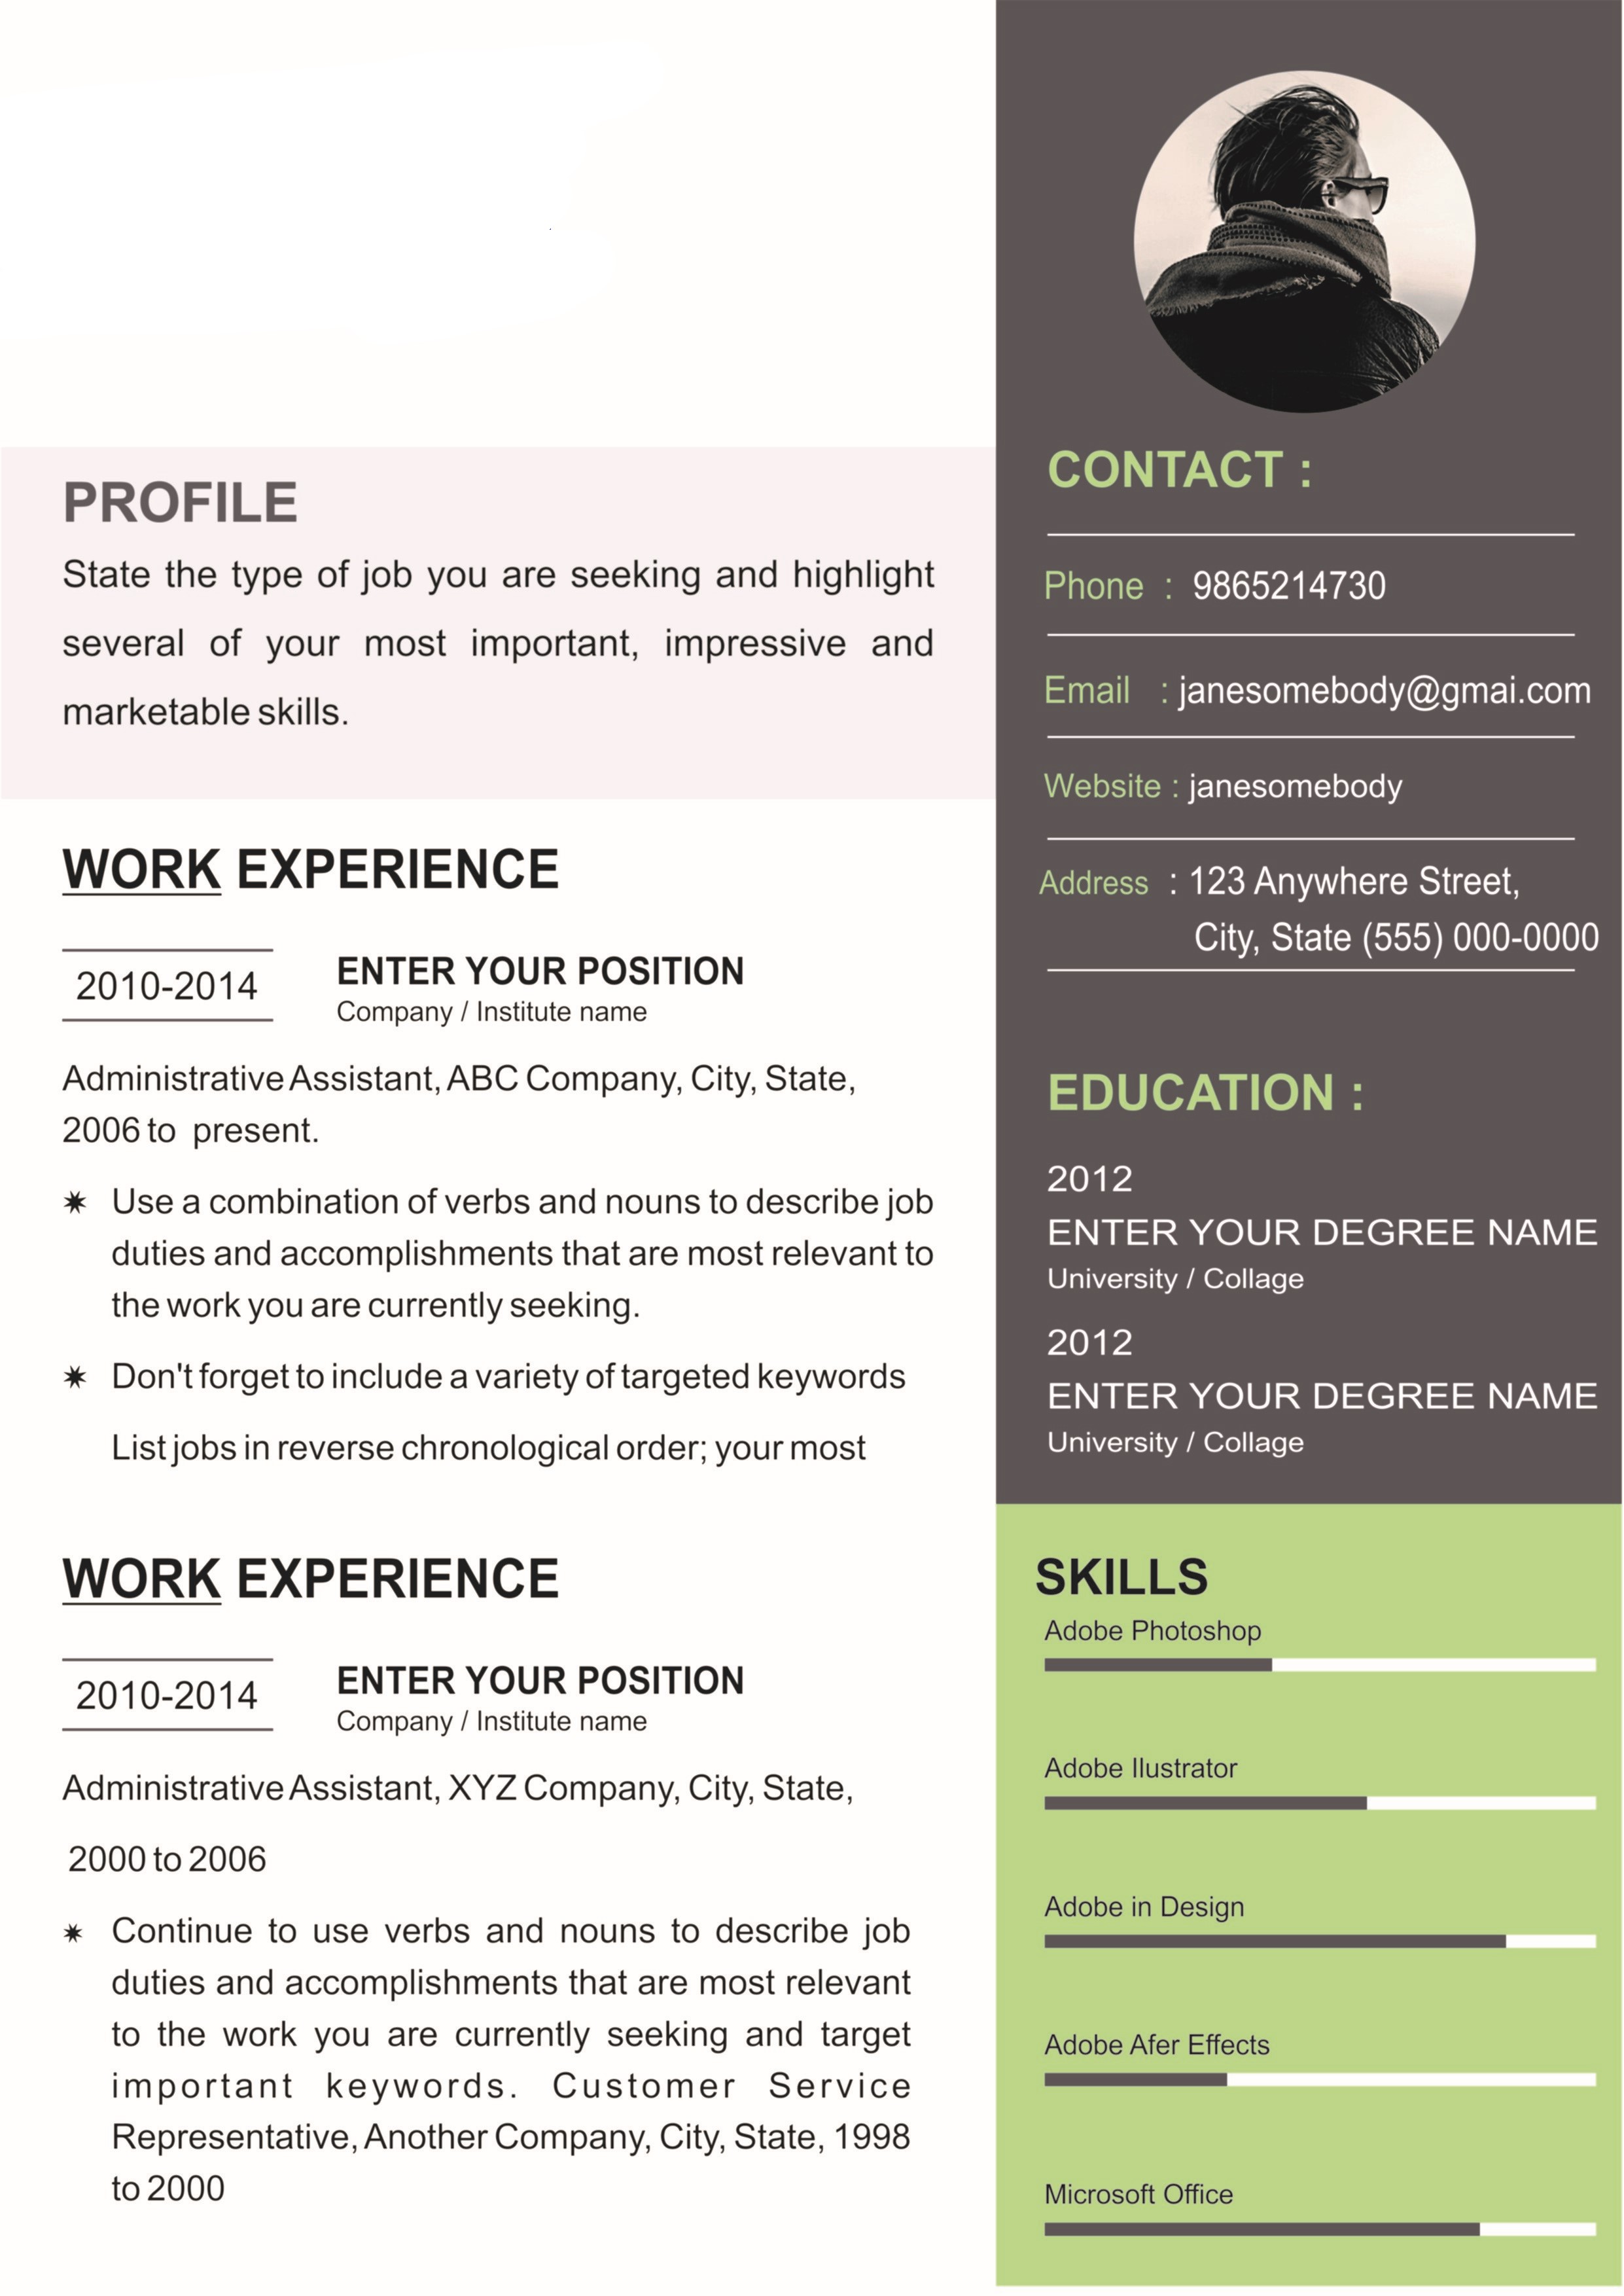 PROFILE
State the type of job you are seeking and highlight
several of your most important, impressive and
marketable skills.
WORK EXPERIENCE
2010-2014
ENTER YOUR POSITION
Company / Institute name
Administrative Assistant, ABC Company, City, State,
2006 to present.
✷ Use a combination of verbs and nouns to describe job
duties and accomplishments that are most relevant to
the work you are currently seeking.
✷ Don't forget to include a variety of targeted keywords
List jobs in reverse chronological order; your most
WORK EXPERIENCE
2010-2014
ENTER YOUR POSITION
Company / Institute name
Administrative Assistant, XYZ Company, City, State,
2000 to 2006
✷ Continue to use verbs and nouns to describe job
duties and accomplishments that are most relevant
to the work you are currently seeking and target
important keywords. Customer Service
Representative, Another Company, City, State, 1998
to 2000
CONTACT :
Phone : 9865214730
Email : janesomebody@gmai.com
Website : janesomebody
Address : 123 Anywhere Street,
City, State (555) 000-0000
EDUCATION :
2012
ENTER YOUR DEGREE NAME
University / Collage
2012
ENTER YOUR DEGREE NAME
University / Collage
SKILLS
Adobe Photoshop
Adobe Ilustrator
Adobe in Design
Adobe Afer Effects
Microsoft Office